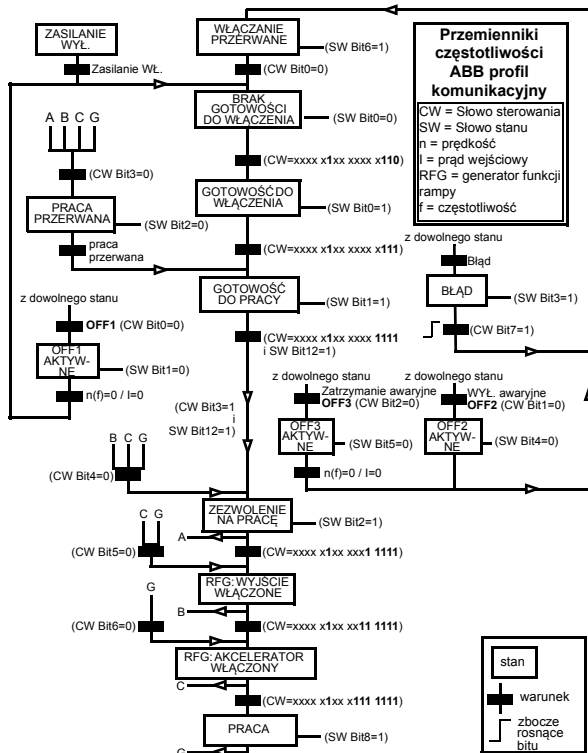 ZASILANIE
WYŁ.
Zasilanie WŁ.
WŁĄCZANIE
PRZERWANE
(SW Bit6=1)
(CW Bit0=0)
Przemienniki
częstotliwości
ABB profil
komunikacyjny
CW = Słowo sterowania
SW = Słowo stanu
n = prędkość
I = prąd wejściowy
RFG = generator funkcji
rampy
f = częstotliwość
BRAK
GOTOWOŚCI
DO WŁĄCZENIA
(SW Bit0=0)
A B C G
(CW Bit3=0)
(CW=xxxx x1xx xxxx x110)
PRACA
PRZERWANA
(SW Bit2=0)
GOTOWOŚĆ DO
WŁĄCZENIA
(SW Bit0=1)
praca
przerwana
(CW=xxxx x1xx xxxx x111)
z dowolnego stanu
Błąd
BŁĄD
(SW Bit3=1)
(CW Bit7=1)
GOTOWOŚĆ
DO PRACY
(SW Bit1=1)
z dowolnego stanu
OFF1 (CW Bit0=0)
OFF1
AKTYW-
NE
(SW Bit1=0)
n(f)=0 / I=0
(CW=xxxx x1xx xxxx 1111
i SW Bit12=1)
(CW Bit3=1
i
SW Bit12=1)
z dowolnego stanu
Zatrzymanie awaryjne
OFF3 (CW Bit2=0)
OFF3
AKTYW-
NE
(SW Bit5=0)
n(f)=0 / I=0
z dowolnego stanu
WYŁ. awaryjne
OFF2 (CW Bit1=0)
OFF2
AKTYW-
NE
(SW Bit4=0)
B C G
(CW Bit4=0)
ZEZWOLENIE
NA PRACĘ
(SW Bit2=1)
A
C G
(CW Bit5=0)
(CW=xxxx x1xx xxx1 1111)
RFG: WYJŚCIE
WŁĄCZONE
B
G
(CW Bit6=0)
(CW=xxxx x1xx xx11 1111)
RFG: AKCELERATOR
WŁĄCZONY
C
(CW=xxxx x1xx x111 1111)
PRACA
(SW Bit8=1)
G
stan
warunek
zbocze
rosnące
bitu